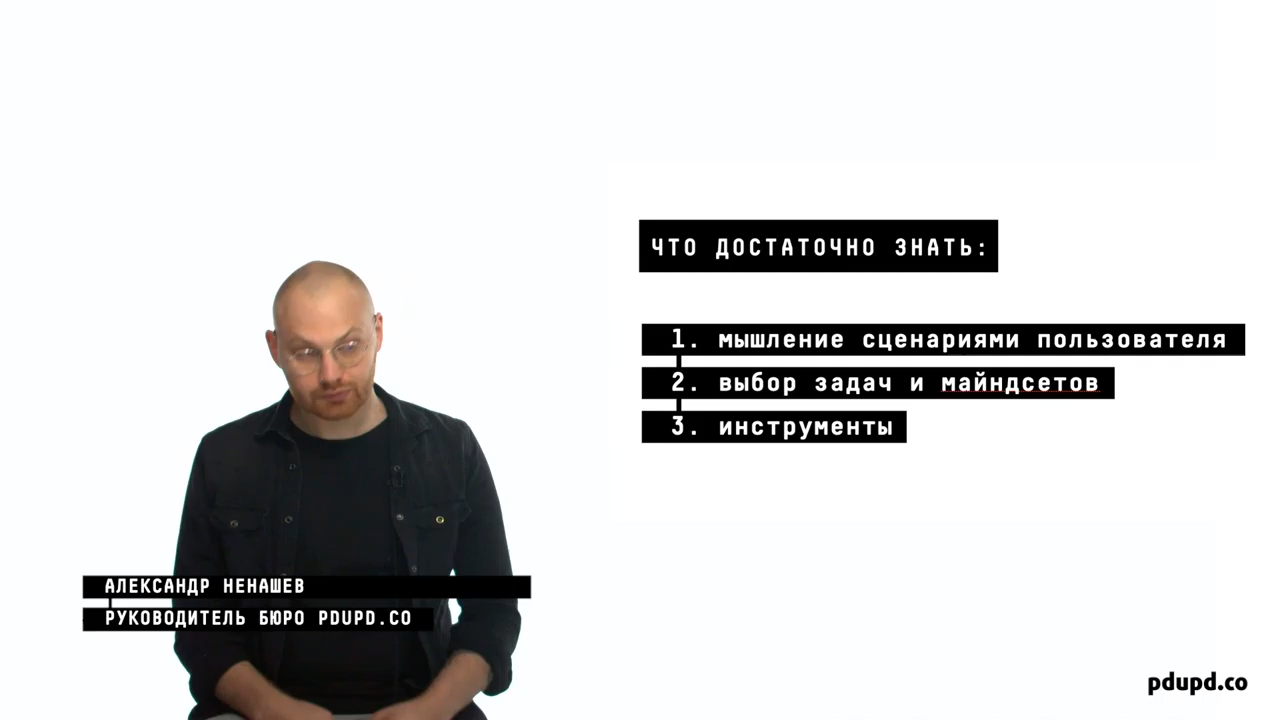 ЧТО ДОСТАТОЧНО ЗНАТЬ:
1. мышление сценариями пользователя
2. выбор задач и майндсетов
3. инструменты
АЛЕКСАНДР НЕНАШЕВ
РУКОВОДИТЕЛЬ БЮРО PDUPD.CO
pdupd.co